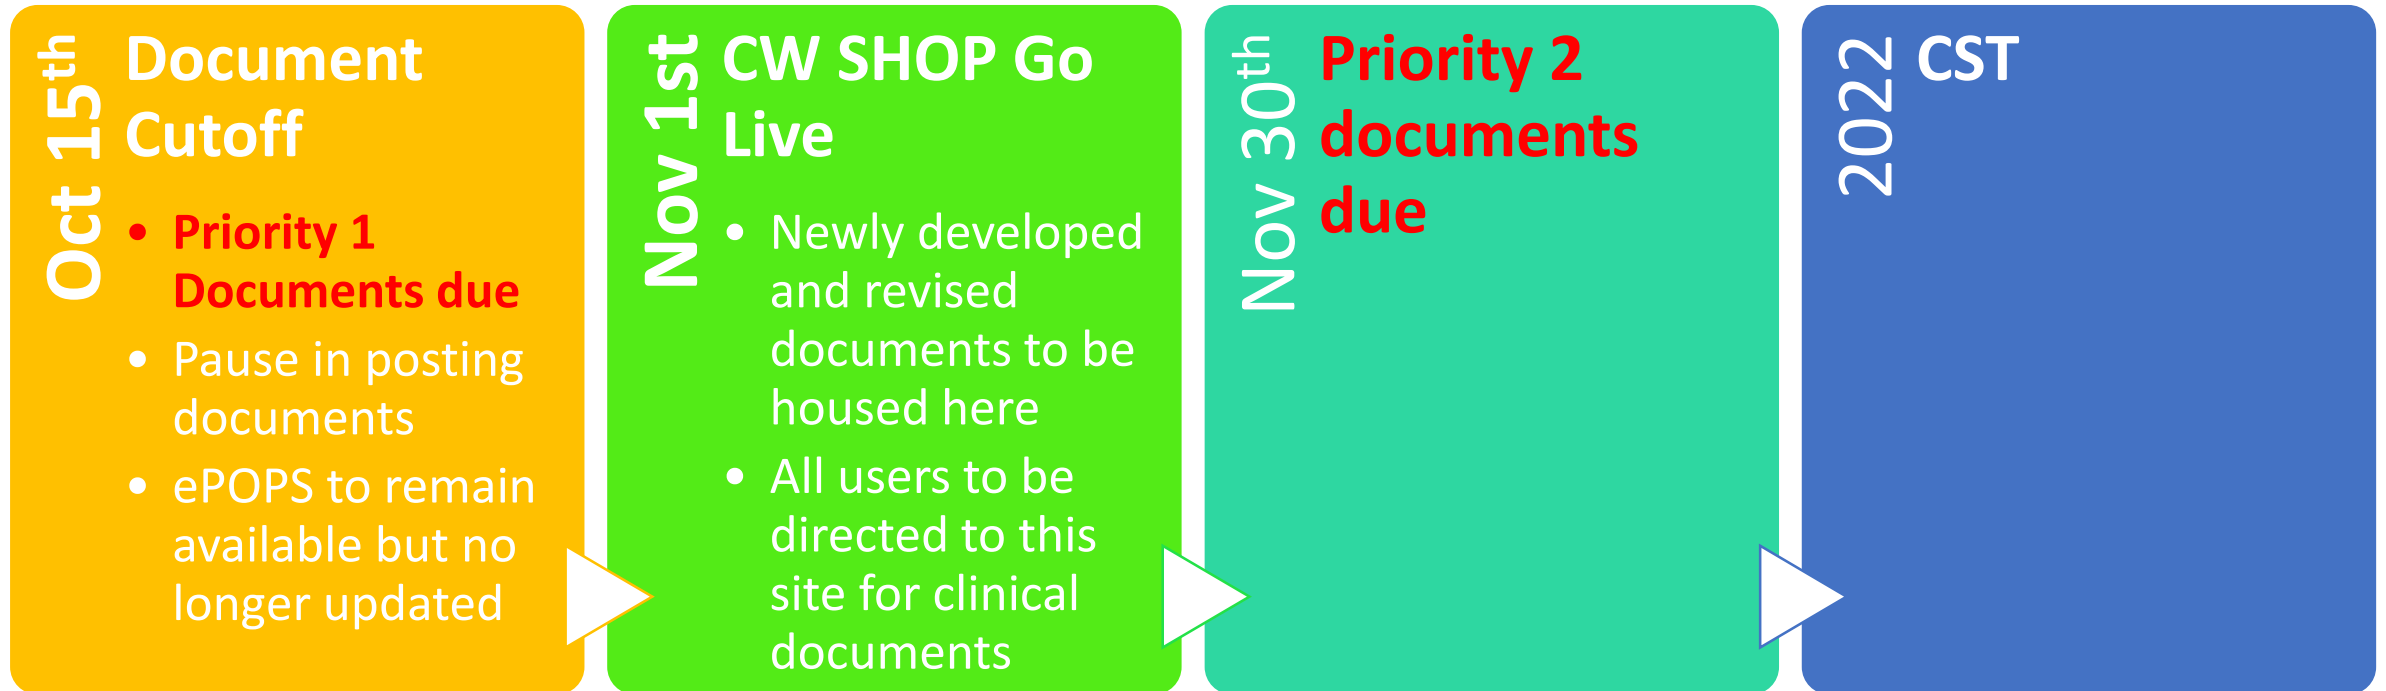 Oct 15th
Document
Cutoff
• Priority 1
Documents due
• Pause in posting
documents
• ePOPS to remain
available but no
longer updated
Nov 1st
CW SHOP Go
Live
• Newly developed
and revised
documents to be
housed here
• All users to be
directed to this
site for clinical
documents
Nov 30th
Priority 2
documents
due
2022
CST